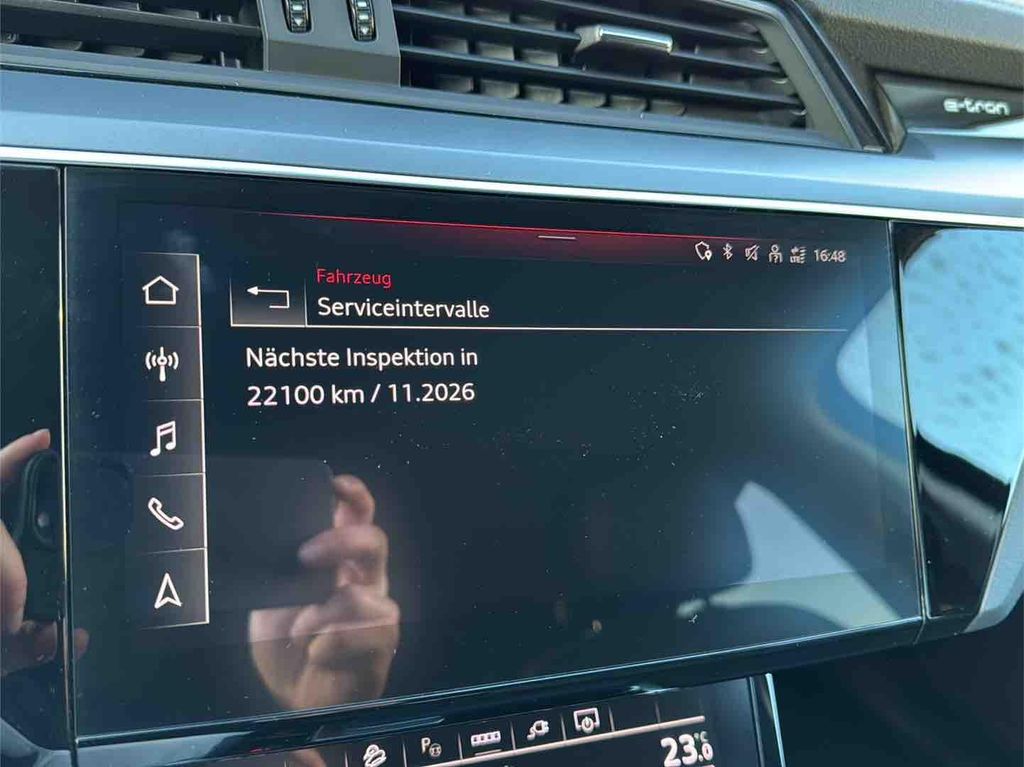 e-tron
16:48
Fahrzeug
Serviceintervalle
Nächste Inspektion in
22100 km / 11.2026
P
23.0 °C